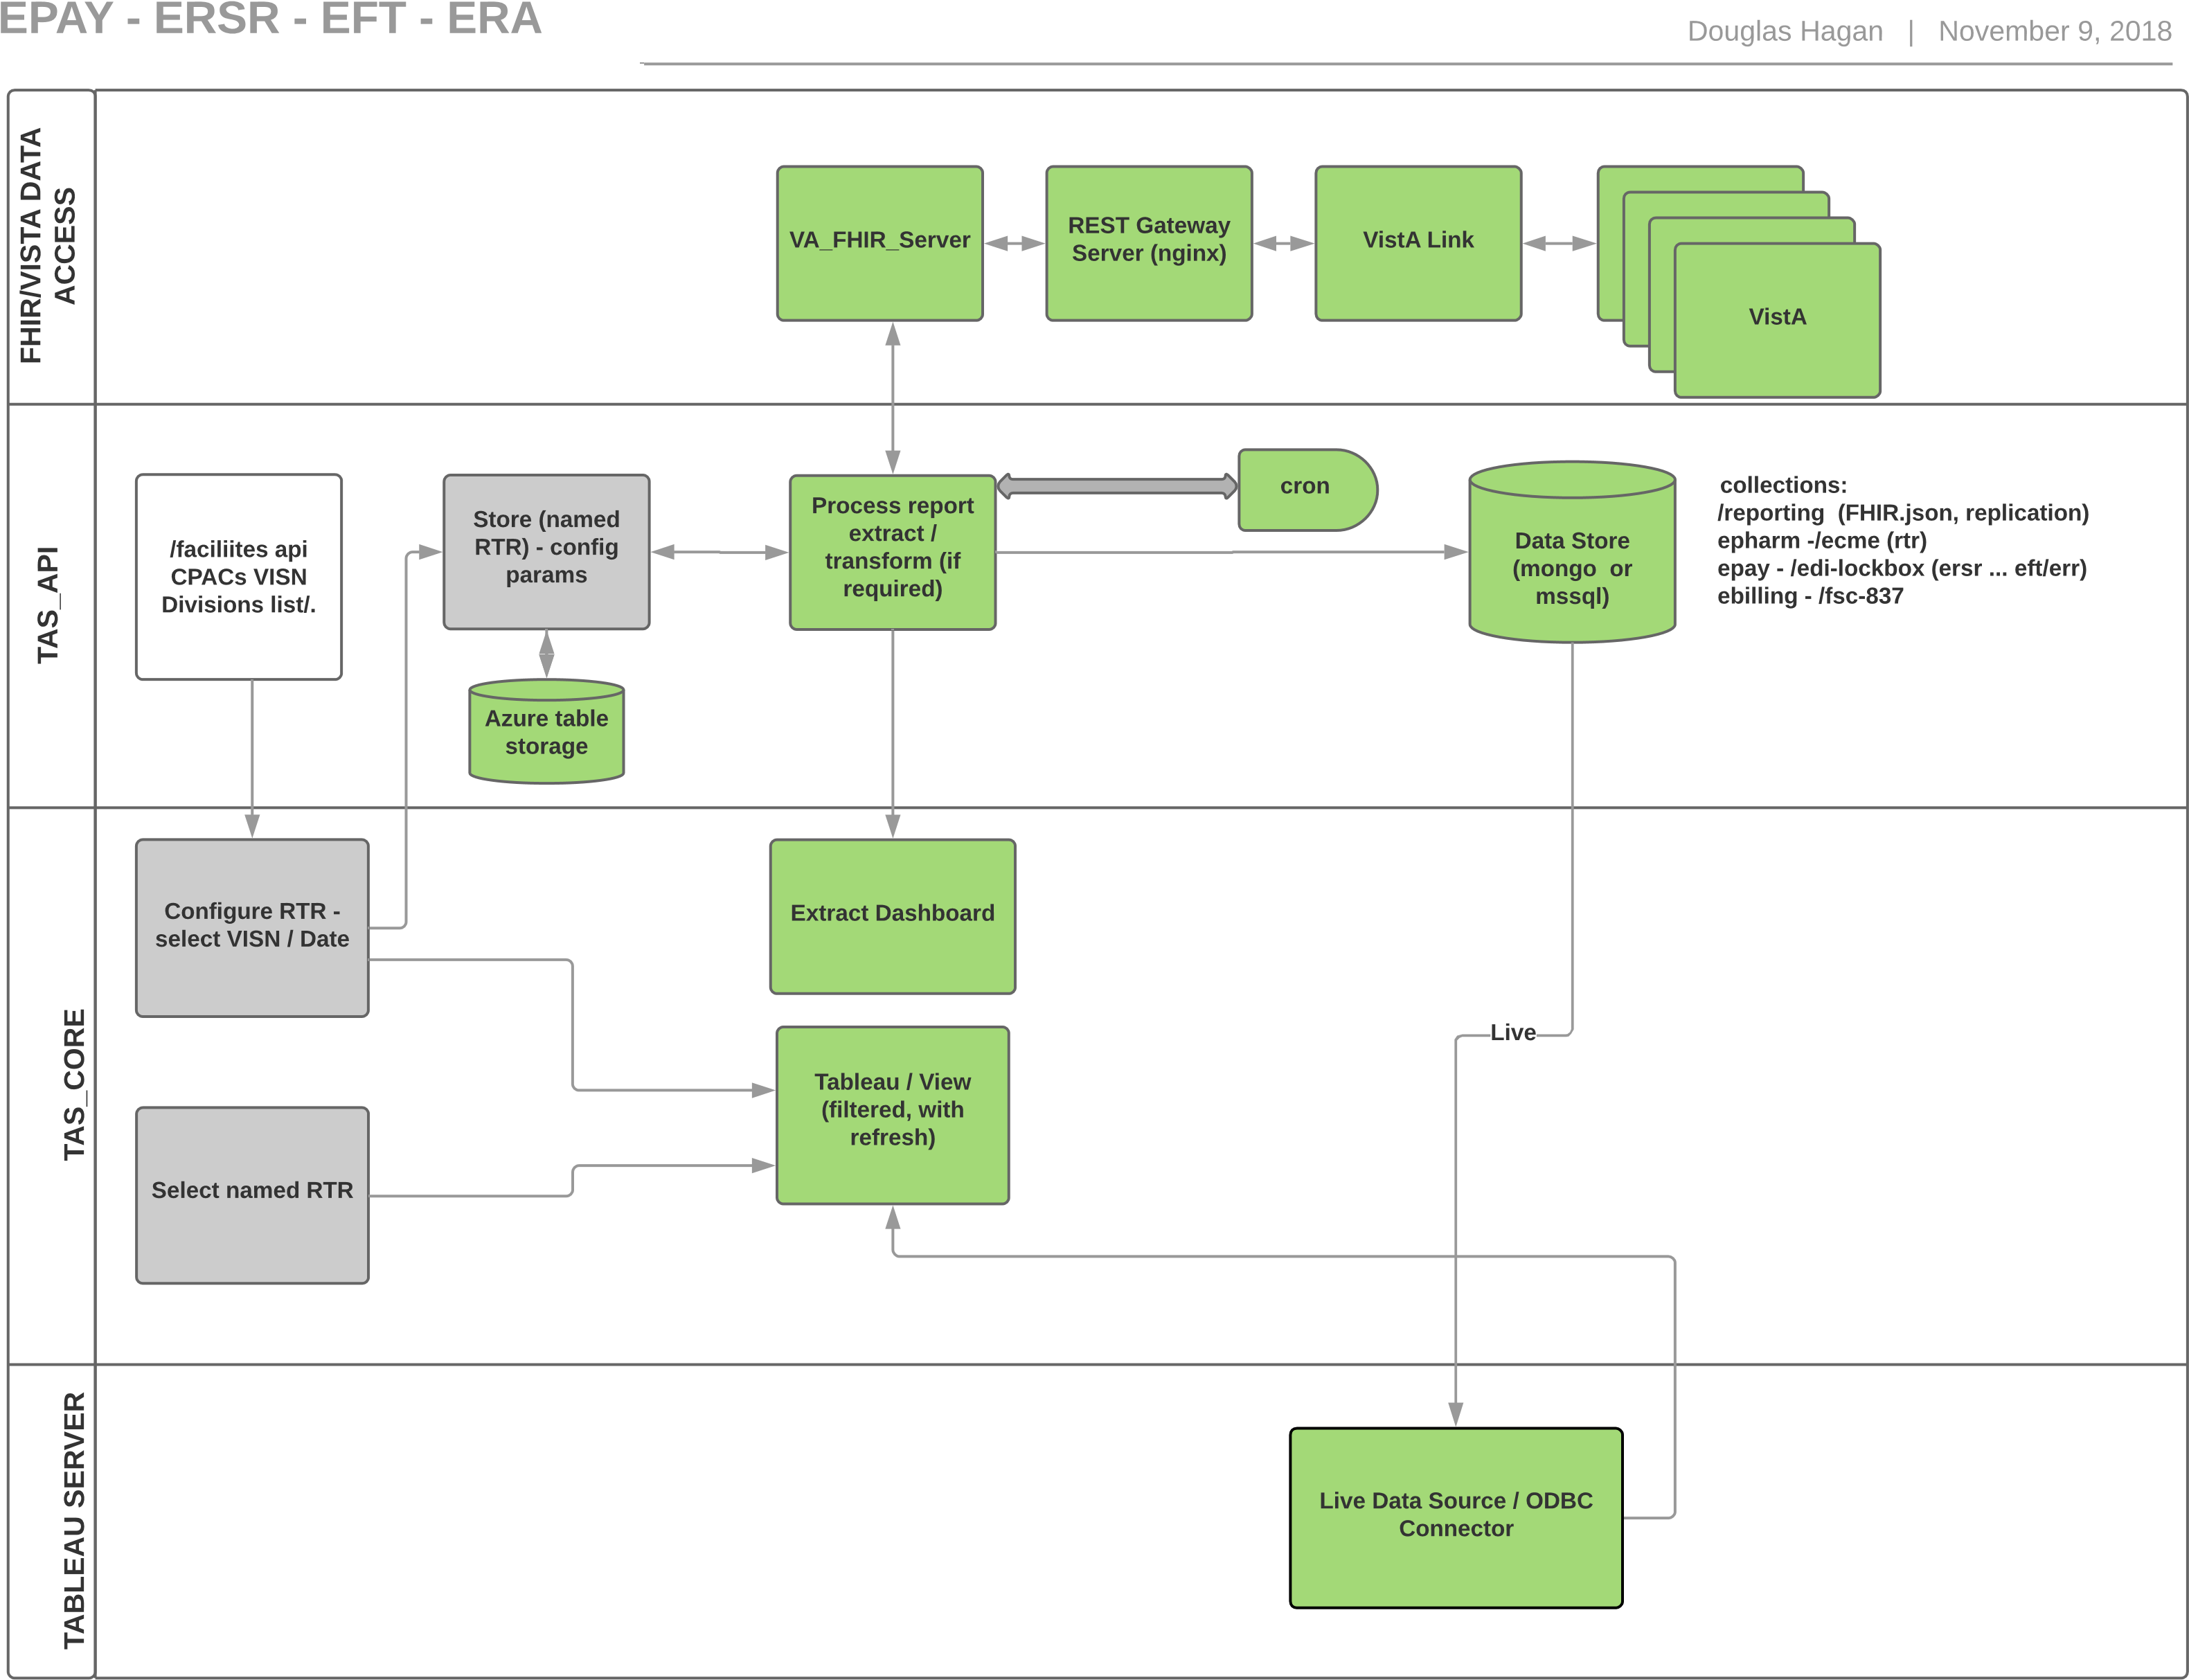 EPAY - ERSR - EFT - ERA
Douglas Hagan | November 9, 2018
FHIR/VISTA DATA
ACCESS
VA_FHIR_Server
REST Gateway
Server (nginx)
VistA Link
VistA
TAS_API
/faciliites api
CPACs VISN
Divisions list/.
Store (named
RTR) - config
params
Azure table
storage
Process report
extract /
transform (if
required)
cron
Data Store
(mongo or
mssql)
collections:
/reporting (FHIR.json, replication)
epharm -/ecme (rtr)
epay - /edi-lockbox (ersr ... eft/err)
ebilling - /fsc-837
TAS_CORE
Configure RTR -
select VISN / Date
Extract Dashboard
Tableau / View
(filtered, with
refresh)
Select named RTR
Live
TABLEAU SERVER
Live Data Source / ODBC
Connector